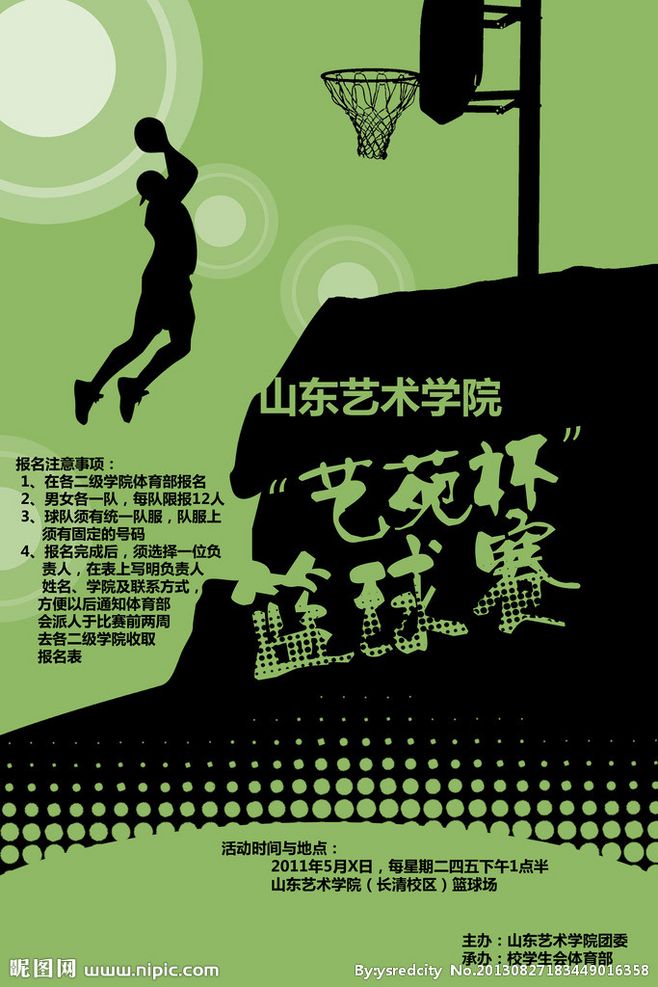 山东艺术学院
“艺苑杯”
篮球赛
报名注意事项：
1、在各二级学院体育部报名
2、男女各一队，每队限报12人
3、球队须有统一队服，队服上
须有固定的号码
4、报名完成后，须选择一位负
责人，在表上写明负责人
姓名、学院及联系方式，
方便以后通知体育部
会派人于比赛前两周
去各二级学院收取
报名表
活动时间与地点：
2011年5月X日，每星期二四五下午1点半
山东艺术学院（长清校区）篮球场
主办：山东艺术学院团委
承办：校学生会体育部
昵图网 www.nipic.com
By:ysredcity No.20130827183449016358